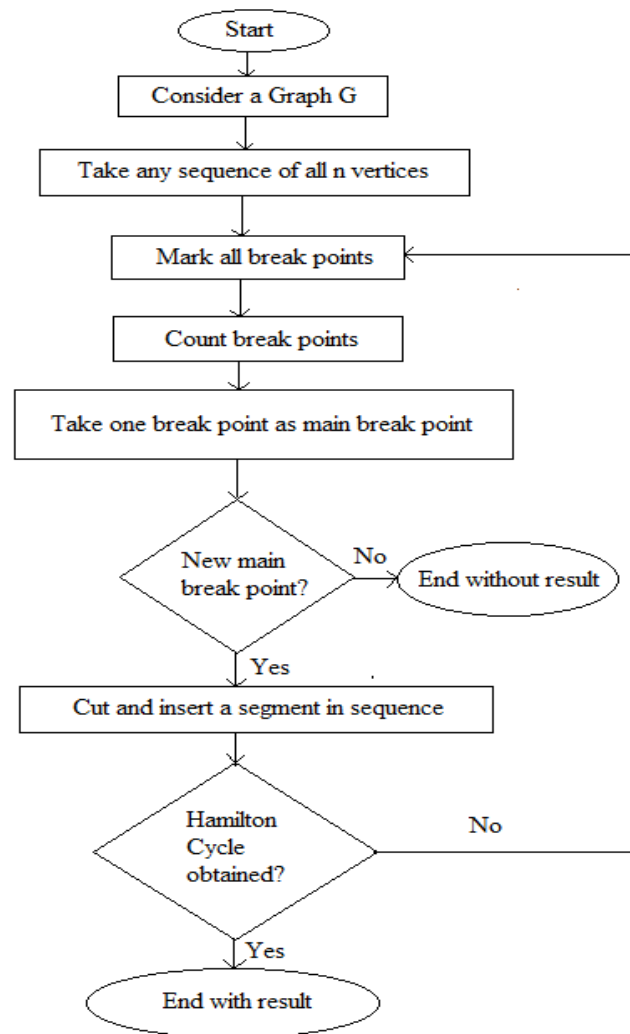 Start
Consider a Graph G
Take any sequence of all n vertices
Mark all break points
Count break points
Take one break point as main break point
New main
break point?
No
End without result
Yes
Cut and insert a segment in sequence
Hamilton
Cycle
obtained?
No
Yes
End with result